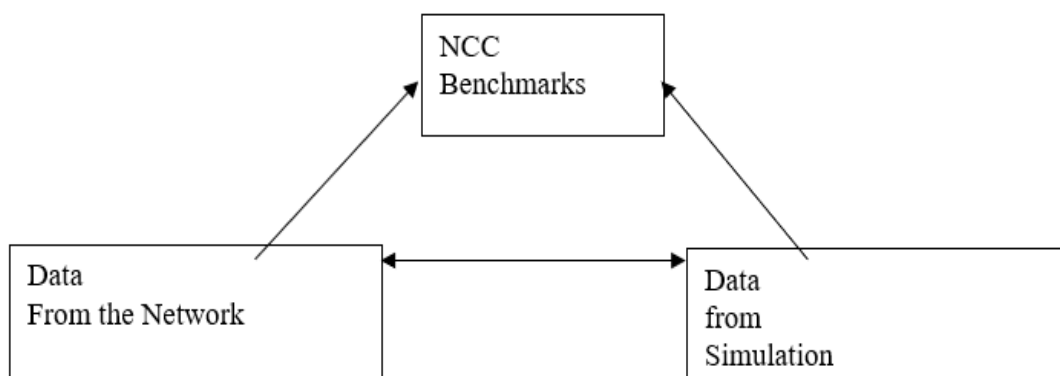 NCC
Benchmarks
Data
From the Network
Data
from
Simulation